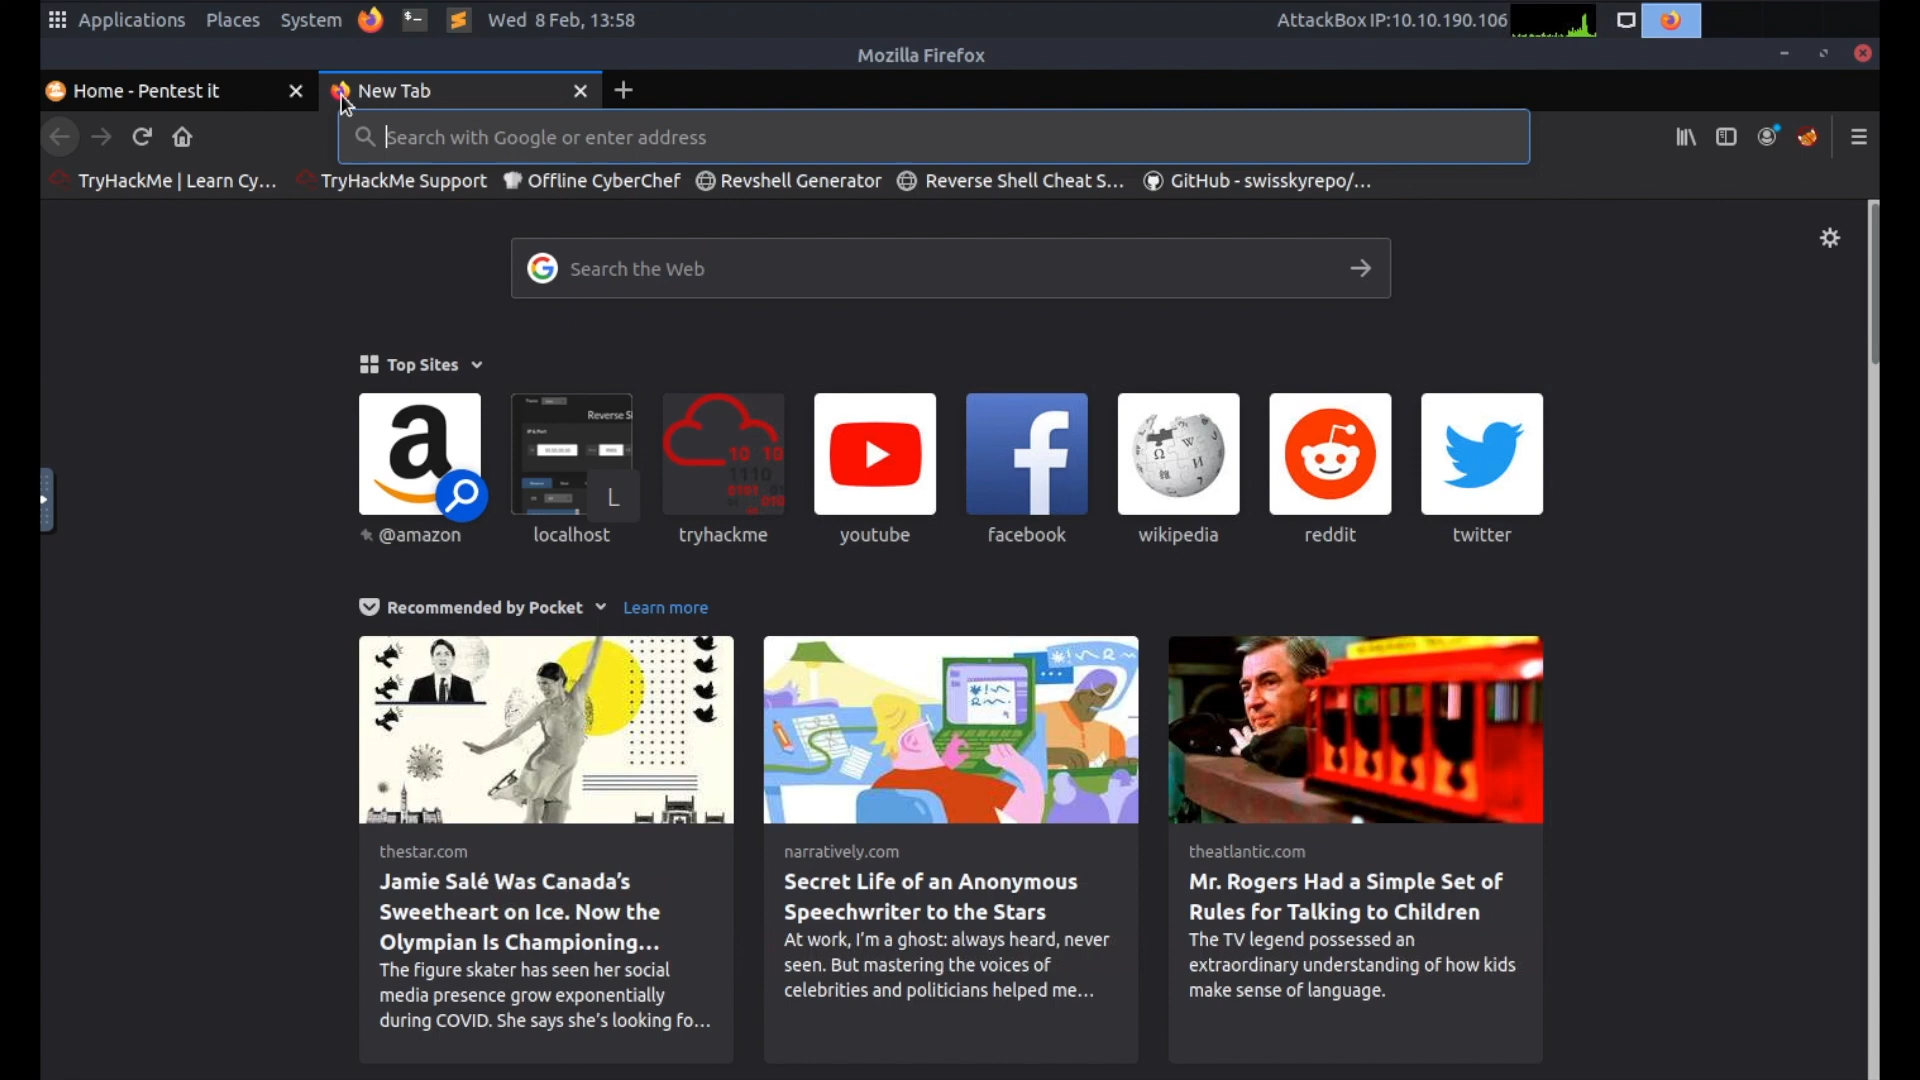 Applications Places System Wed 8 Feb, 13:58 AttackBox IP:10.10.190.106
Mozilla Firefox
Home - Pentest it New Tab
Search with Google or enter address
TryHackMe | Learn Cy... TryHackMe Support Offline CyberChef Revshell Generator Reverse Shell Cheat S... GitHub - swisskyrepo/...
Search the Web
Top Sites
a
Reverse S
10 10
1110
0101
010
L
@amazon localhost tryhackme youtube facebook wikipedia reddit twitter
Recommended by Pocket Learn more
thestar.com
Jamie Salé Was Canada's
Sweetheart on Ice. Now the
Olympian Is Championing...
The figure skater has seen her social
media presence grow exponentially
during COVID. She says she's looking fo...
narratively.com
Secret Life of an Anonymous
Speechwriter to the Stars
At work, I'm a ghost: always heard, never
seen. But mastering the voices of
celebrities and politicians helped me...
theatlantic.com
Mr. Rogers Had a Simple Set of
Rules for Talking to Children
The TV legend possessed an
extraordinary understanding of how kids
make sense of language.